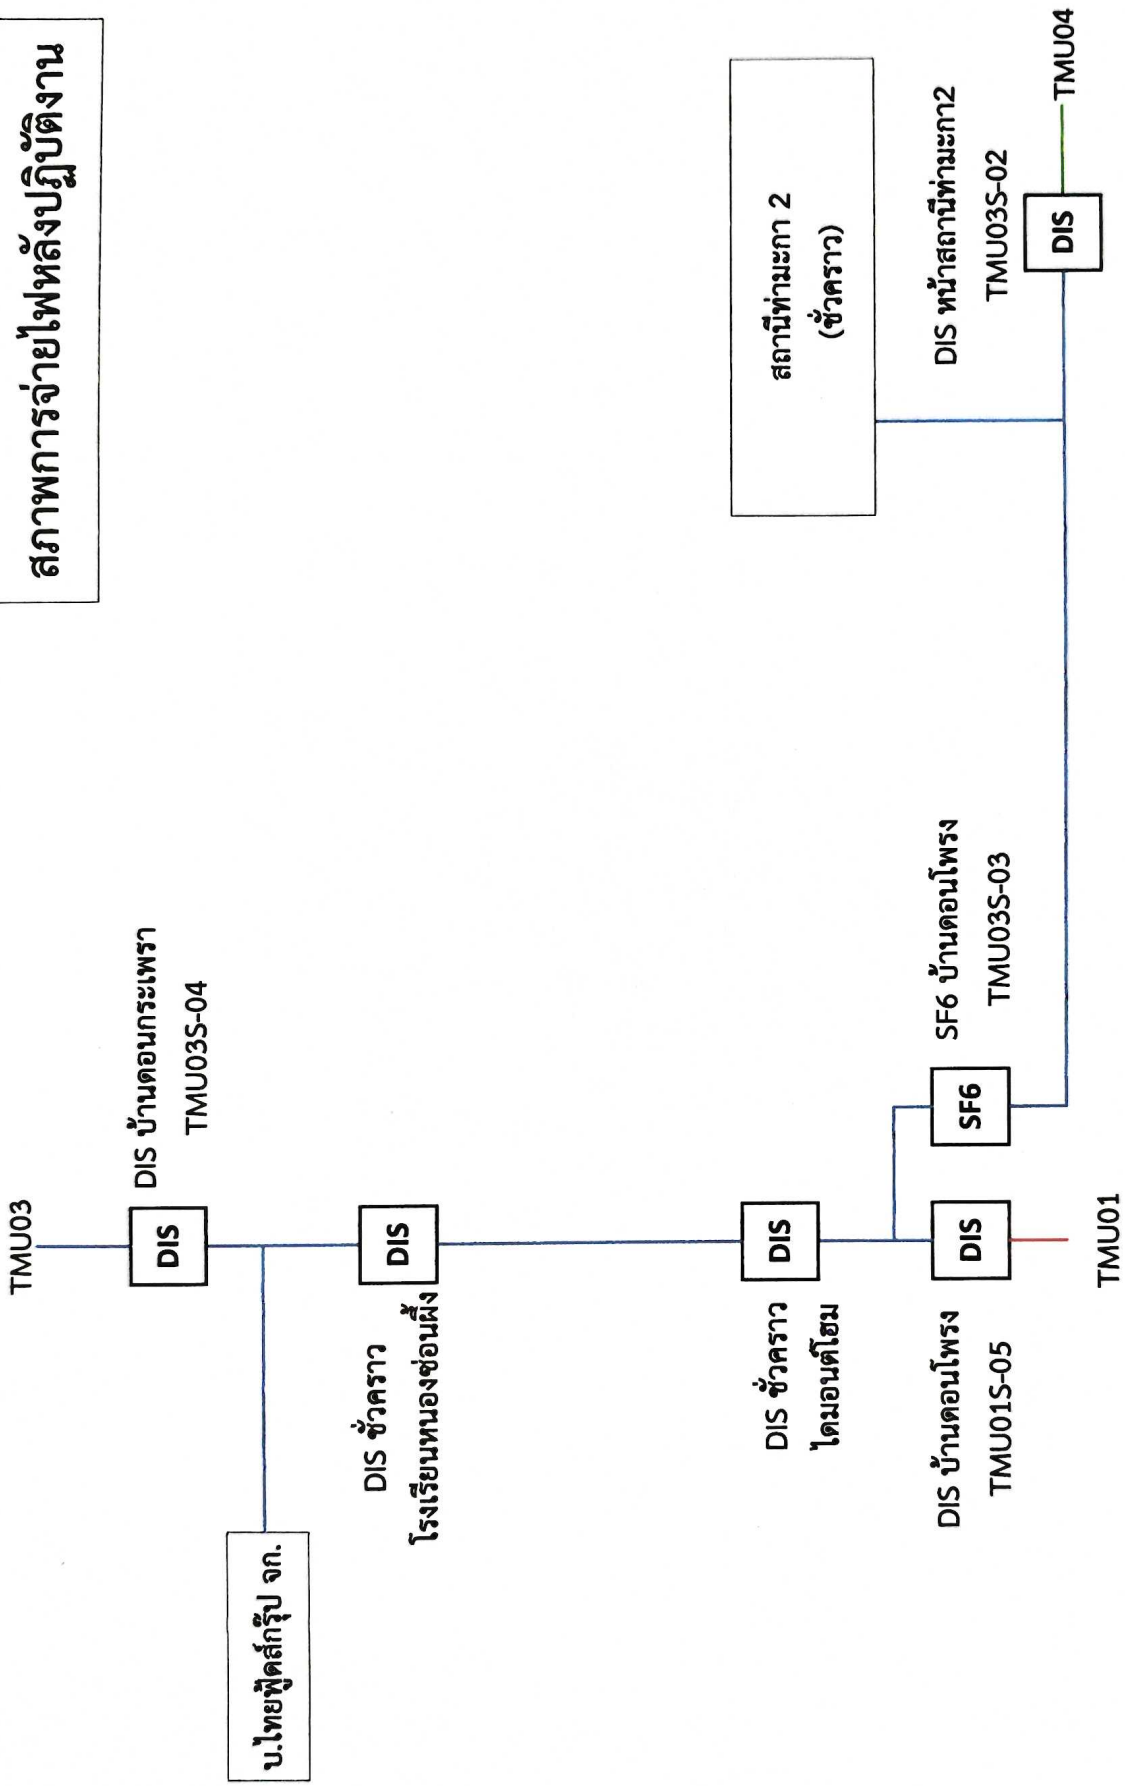 สภาพการจ่ายไฟหลังปฏิบัติงาน
TMU03
DIS
DIS บ้านดอนกระเพรา
TMU03S-04
บ.ไทยฟู้ดส์กรุ๊ป จก.
DIS
DIS ชั่วคราว
โรงเรียนหนองซ่อนผึ้ง
DIS
DIS ชั่วคราว
ไดมอนด์โฮม
DIS
DIS บ้านดอนโพรง
TMU01S-05
TMU01
SF6
SF6 บ้านดอนโพรง
TMU03S-03
สถานีท่ามะกา 2
(ชั่วคราว)
DIS หน้าสถานีท่ามะกา2
TMU03S-02
DIS
TMU04